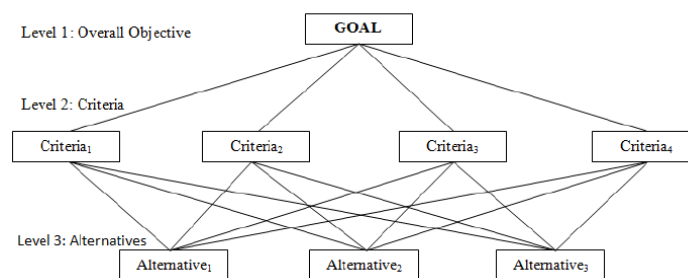 Level 1: Overall Objective
GOAL
Level 2: Criteria
Criteria₁
Criteria₂
Criteria₃
Criteria₄
Level 3: Alternatives
Alternative₁
Alternative₂
Alternative₃